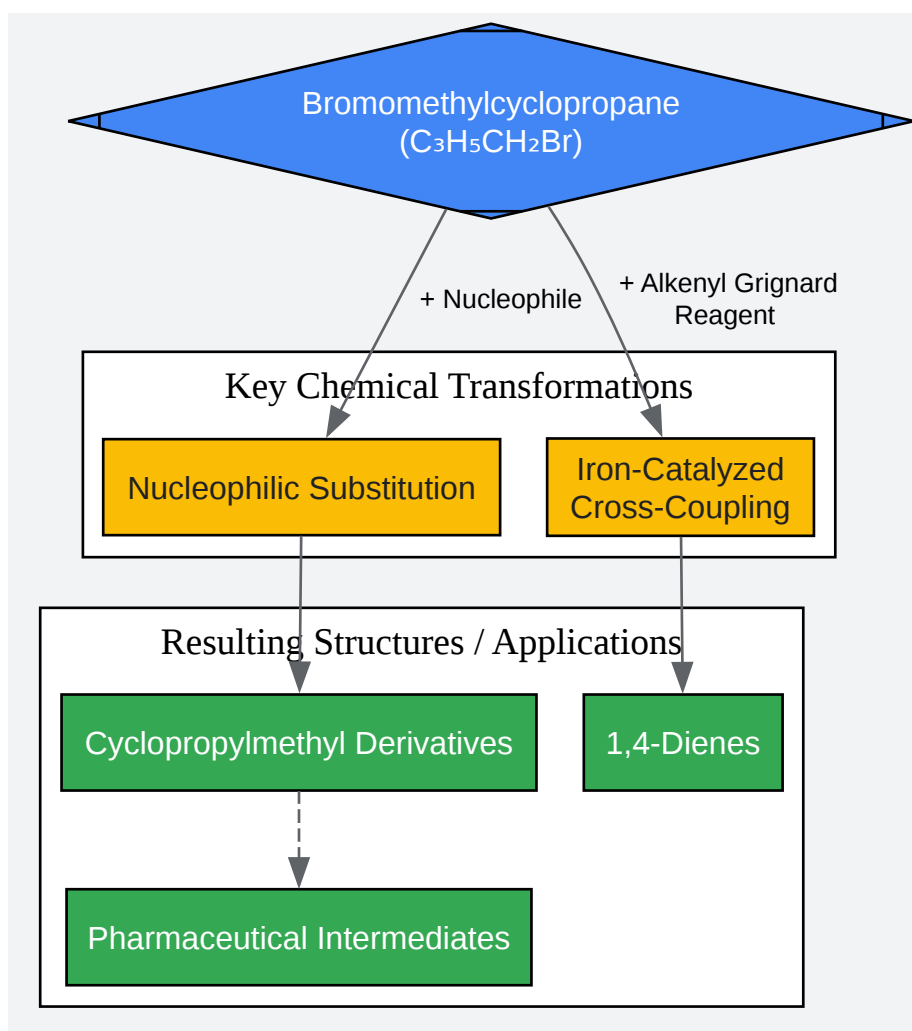 Bromomethylcyclopropane
(C₃H₅CH₂Br)
+ Nucleophile
+ Alkenyl Grignard
Reagent
Key Chemical Transformations
Nucleophilic Substitution
Iron-Catalyzed
Cross-Coupling
Resulting Structures / Applications
Cyclopropylmethyl Derivatives
1,4-Dienes
Pharmaceutical Intermediates